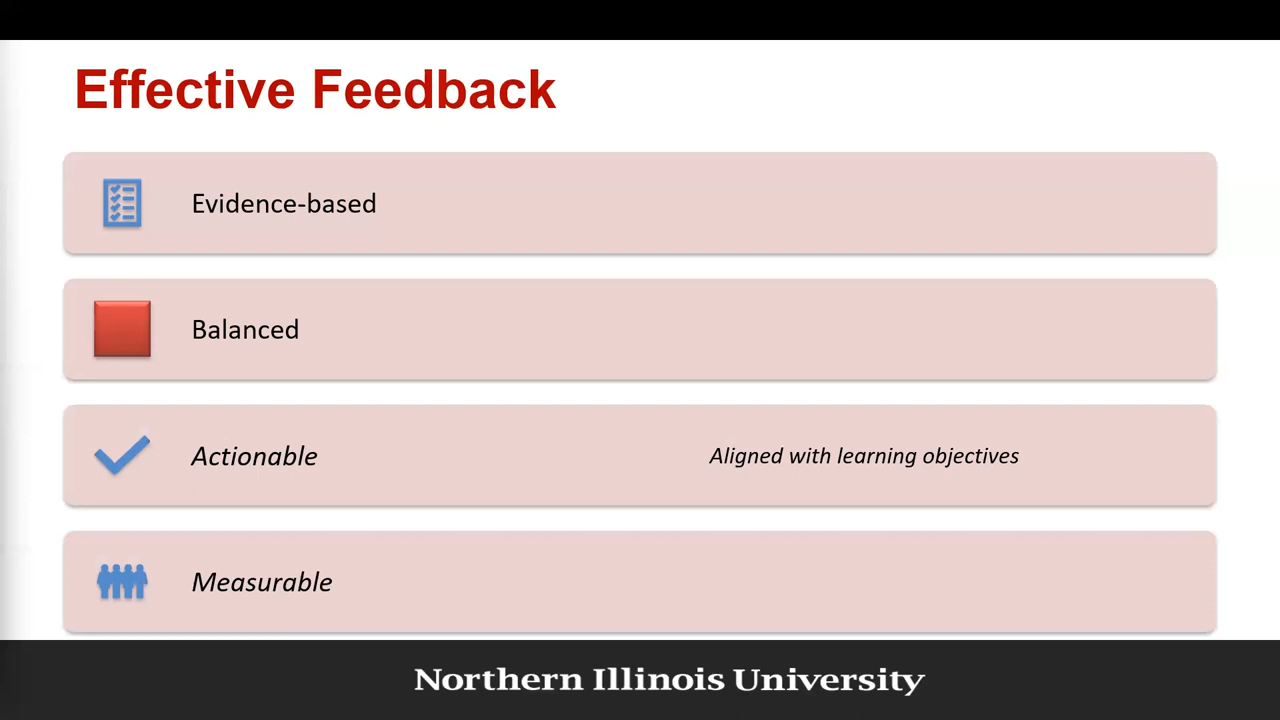 Effective Feedback
Evidence-based
Balanced
Actionable
Aligned with learning objectives
Measurable
Northern Illinois University